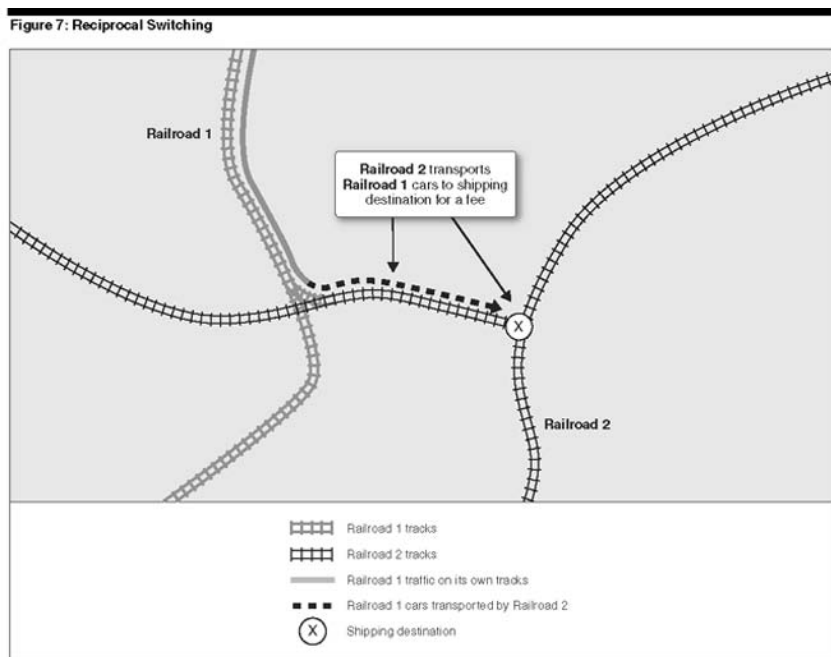 Figure 7: Reciprocal Switching
Railroad 1
Railroad 2 transports
Railroad 1 cars to shipping
destination for a fee
X
Railroad 2
Railroad 1 tracks
Railroad 2 tracks
Railroad 1 traffic on its own tracks
Railroad 1 cars transported by Railroad 2
X Shipping destination